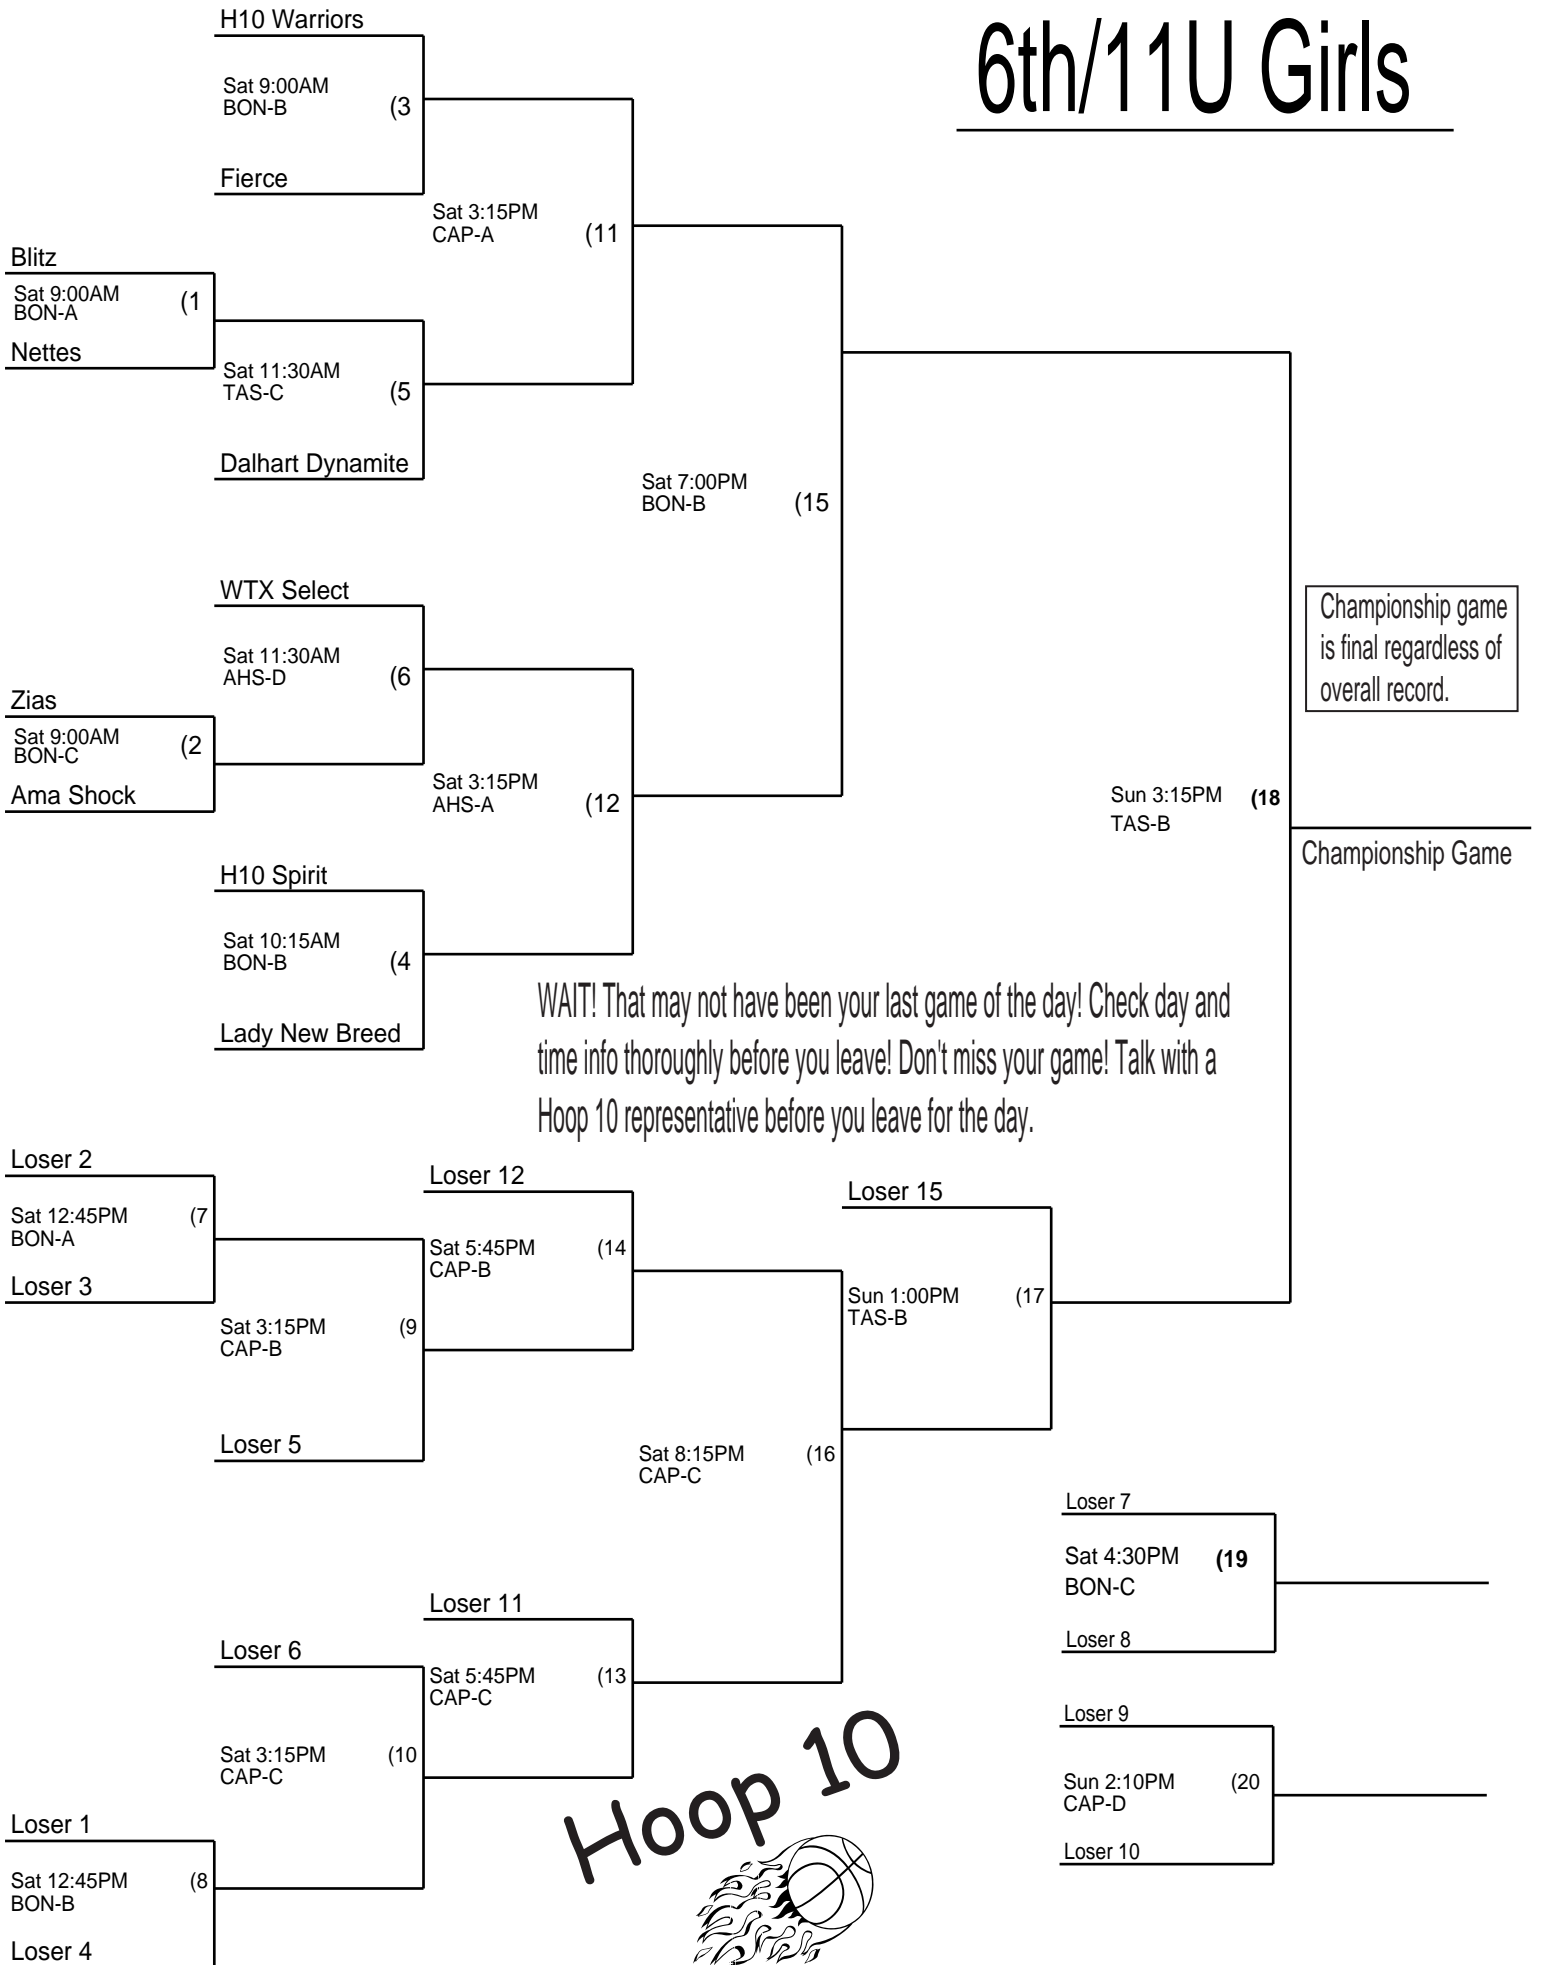 6th/11U Girls
H10 Warriors
Sat 9:00AM
BON-B (3
Fierce
Sat 3:15PM
CAP-A (11
Blitz
Sat 9:00AM
BON-A (1
Nettes
Sat 11:30AM
TAS-C (5
Dalhart Dynamite
Sat 7:00PM
BON-B (15
WTX Select
Sat 11:30AM
AHS-D (6
Zias
Sat 9:00AM
BON-C (2
Ama Shock
Sat 3:15PM
AHS-A (12
H10 Spirit
Sat 10:15AM
BON-B (4
Lady New Breed
Championship game
is final regardless of
overall record.
Sun 3:15PM (18
TAS-B
Championship Game
WAIT! That may not have been your last game of the day! Check day and
time info thoroughly before you leave! Don't miss your game! Talk with a
Hoop 10 representative before you leave for the day.
Loser 2
Sat 12:45PM (7
BON-A
Loser 3
Loser 12
Sat 5:45PM (14
CAP-B
Loser 15
Sun 1:00PM (17
TAS-B
Sat 3:15PM (9
CAP-B
Loser 5
Sat 8:15PM (16
CAP-C
Loser 7
Sat 4:30PM (19
BON-C
Loser 8
Loser 11
Loser 6
Sat 5:45PM (13
CAP-C
Sat 3:15PM (10
CAP-C
Loser 9
Sun 2:10PM (20
CAP-D
Loser 10
Loser 1
Sat 12:45PM (8
BON-B
Loser 4
Hoop 10